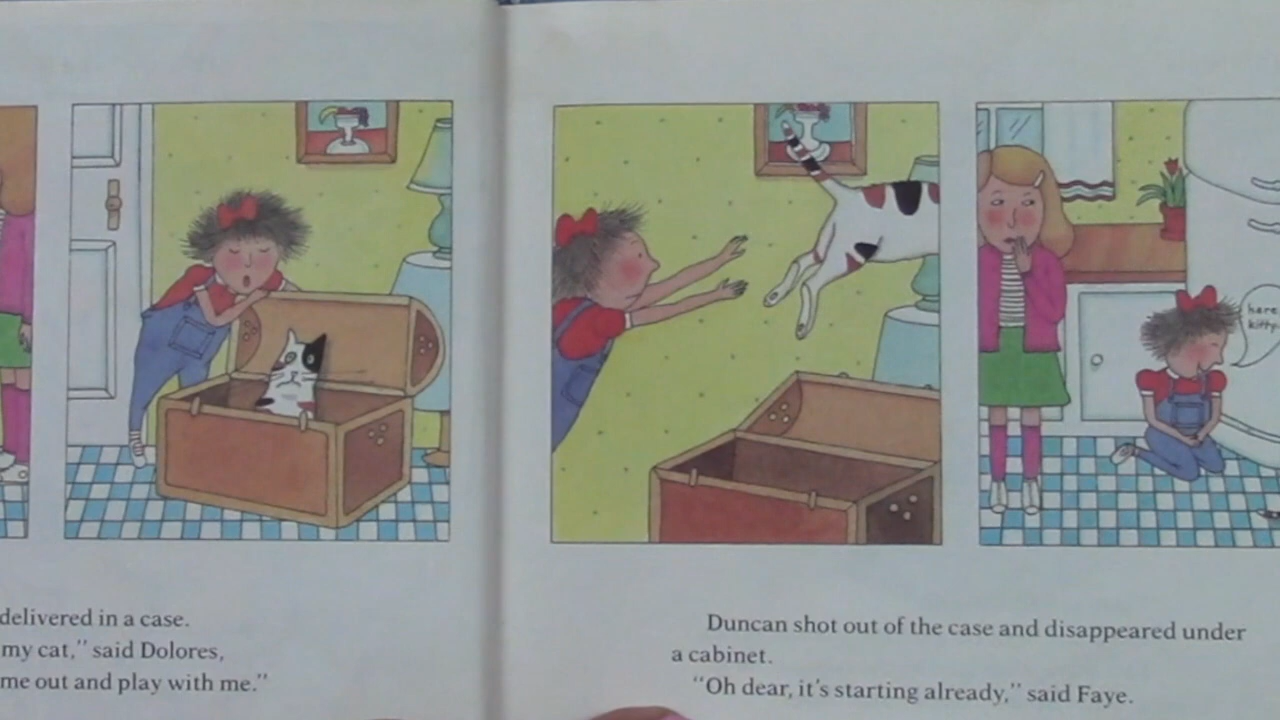 delivered in a case.
my cat," said Dolores,
me out and play with me."
here
kitty
Duncan shot out of the case and disappeared under
a cabinet.
"Oh dear, it's starting already," said Faye.